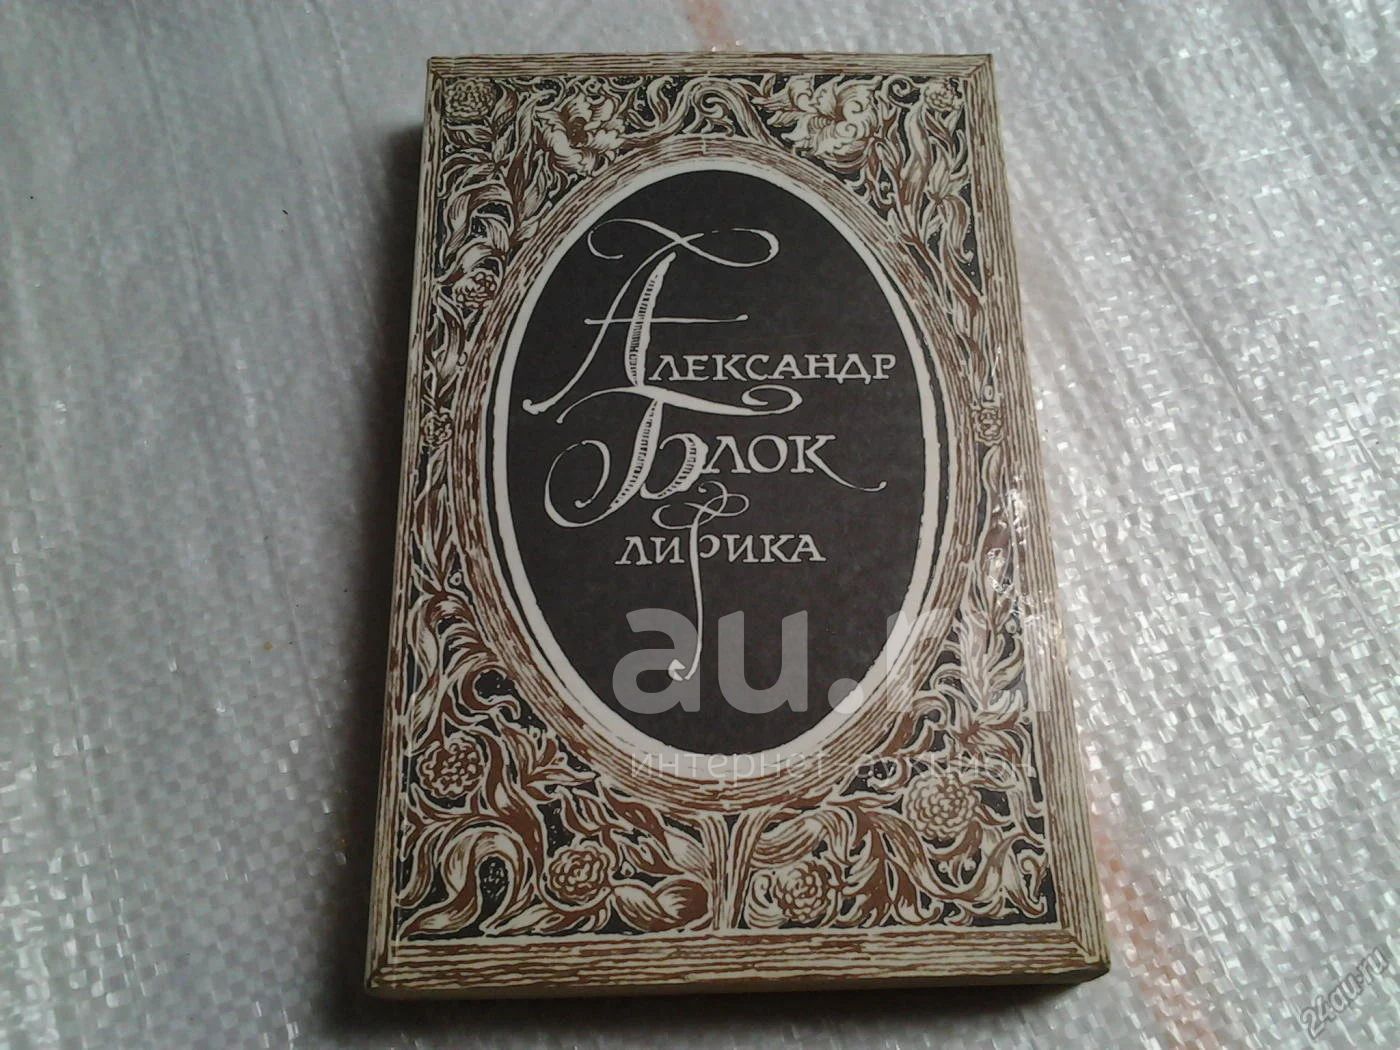 Александр
Блок
лирика
au.ru
интернет аукцион
24au.ru